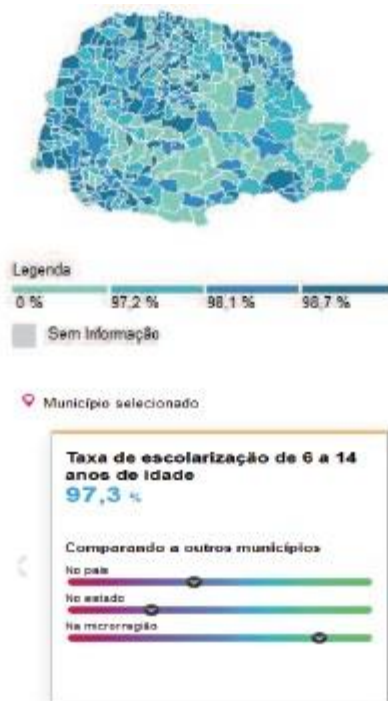 Legenda
0 % 97,2 % 98,1 % 98,7 %
Sem Informação
Município selecionado
Taxa de escolarização de 6 a 14
anos de idade
97,3 %
Comparando a outros municípios
No país
No estado
Na microrregião